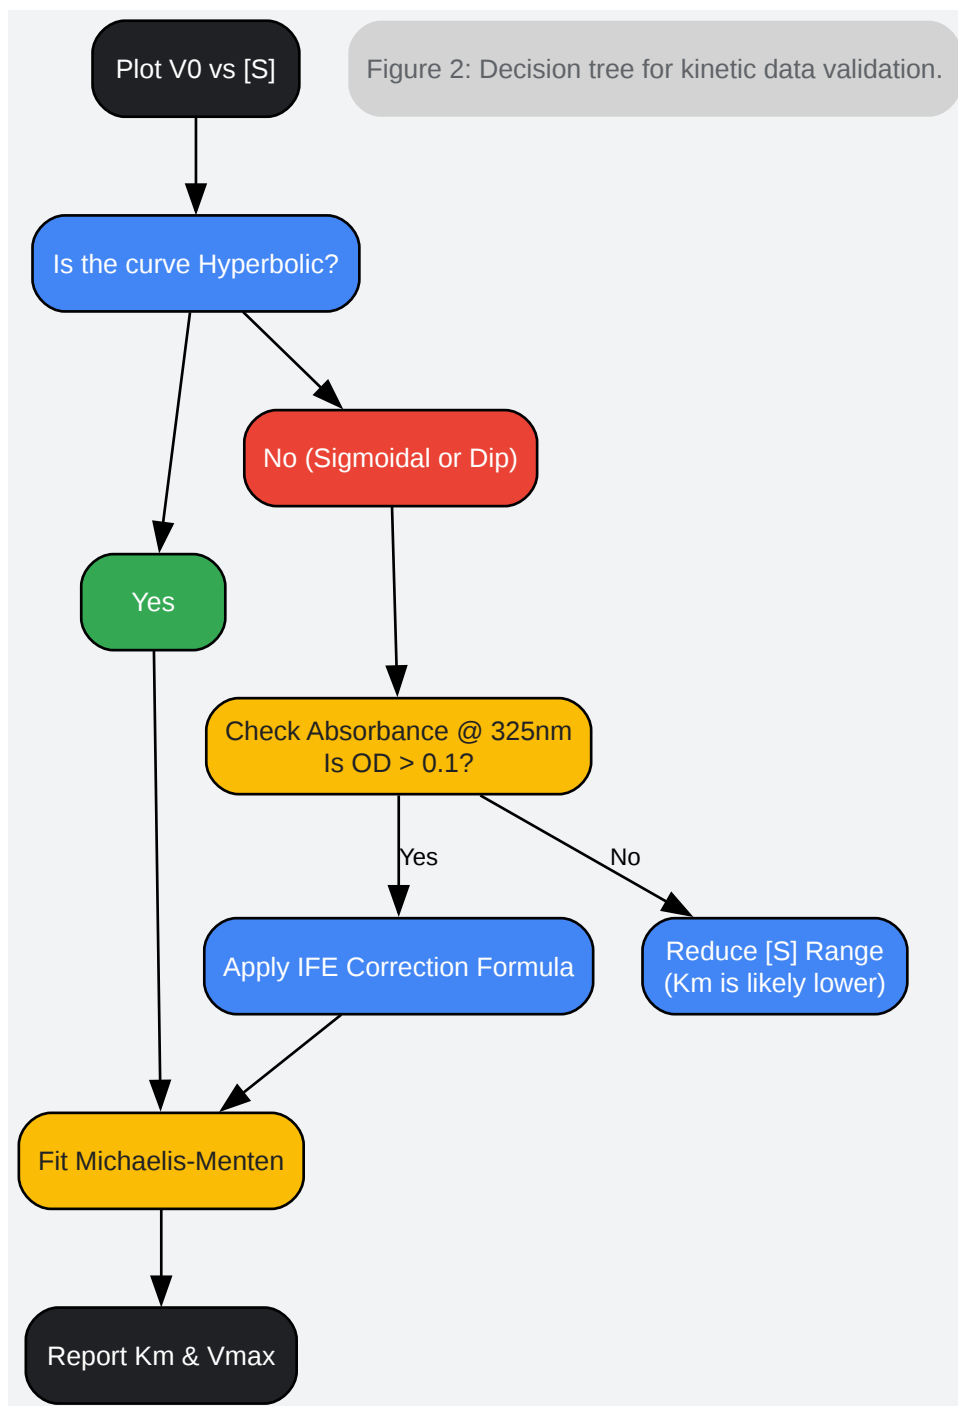 Plot V0 vs [S]
Figure 2: Decision tree for kinetic data validation.
Is the curve Hyperbolic?
No (Sigmoidal or Dip)
Yes
Check Absorbance @ 325nm
Is OD > 0.1?
Yes
No
Apply IFE Correction Formula
Reduce [S] Range
(Km is likely lower)
Fit Michaelis-Menten
Report Km & Vmax